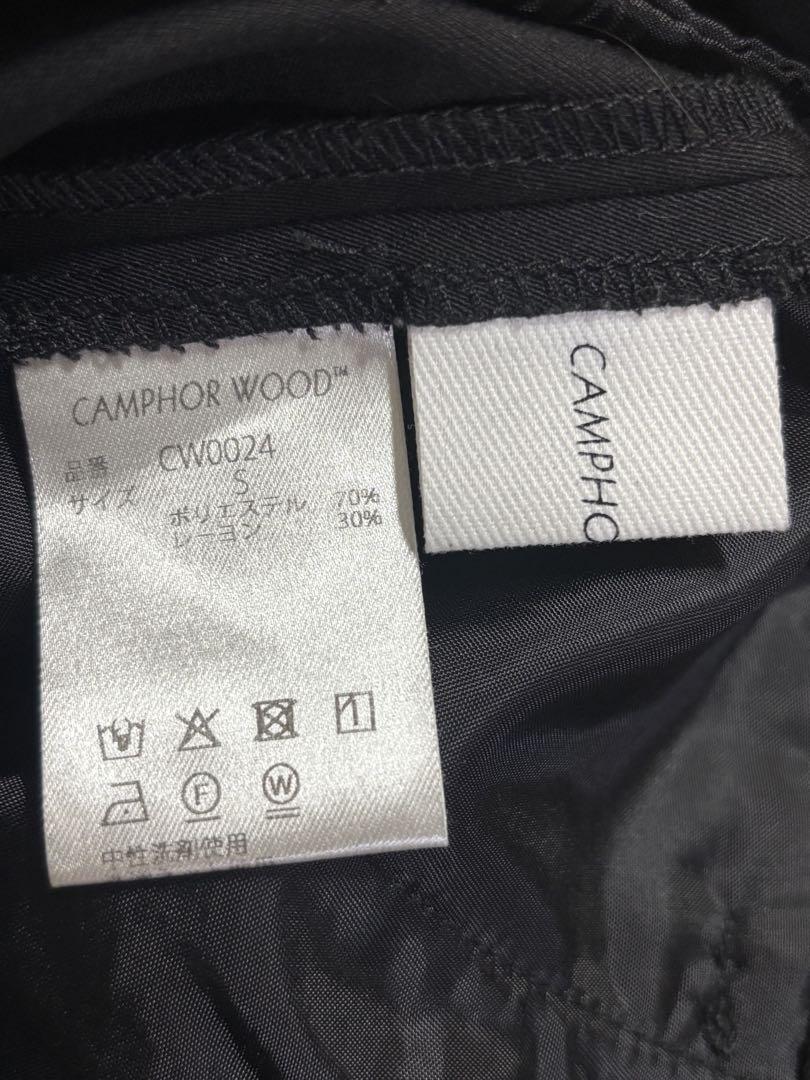 CAMPHOR WOOD™
品番 CW0024
サイズ S
ポリエステル 70%
レーヨン 30%
F
W
中性洗剤使用
CAMPHO